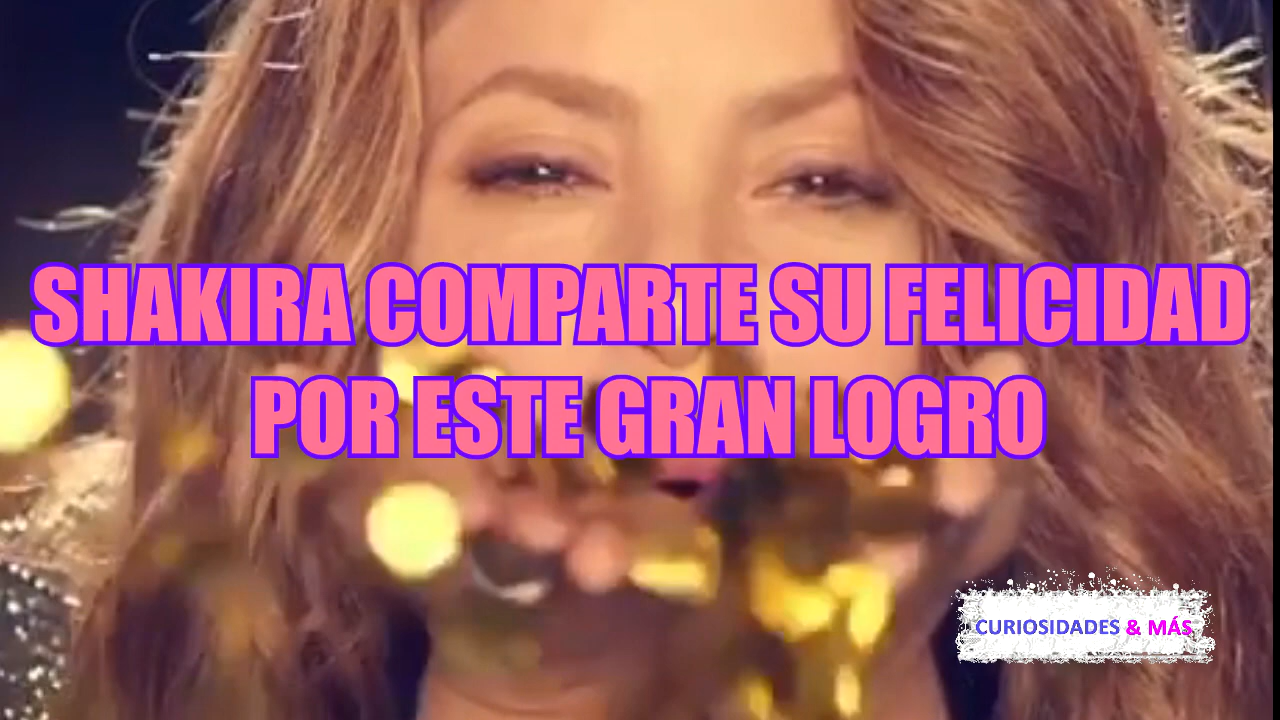 SHAKIRA COMPARTE SU FELICIDAD
POR ESTE GRAN LOGRO
CURIOSIDADES & MÁS